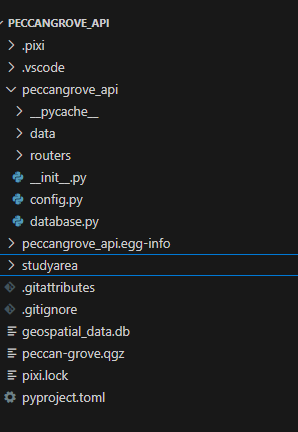 PECCANGROVE_API
.pixi
.vscode
peccangrove_api
__pycache__
data
routers
__init__.py
config.py
database.py
peccangrove_api.egg-info
studyarea
.gitattributes
.gitignore
geospatial_data.db
peccan-grove.qgz
pixi.lock
pyproject.toml